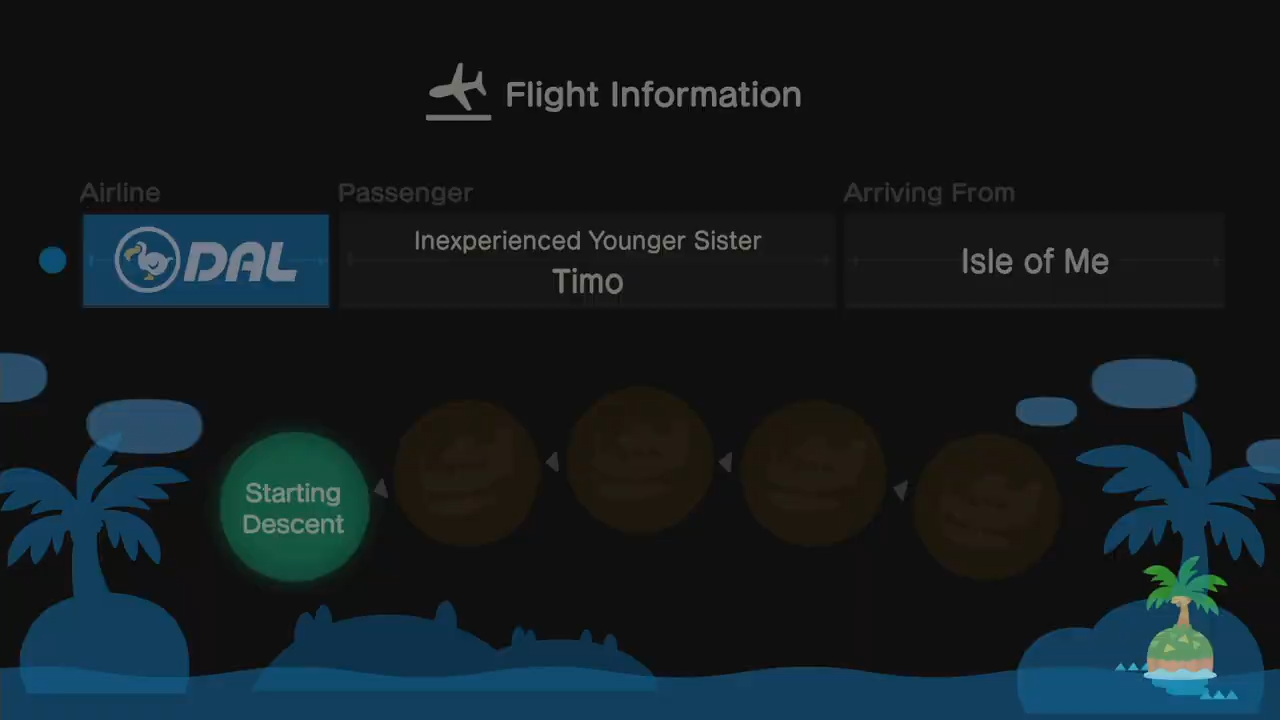 Flight Information
Airline
Passenger
Arriving From
DAL
Inexperienced Younger Sister
Timo
Isle of Me
Starting
Descent